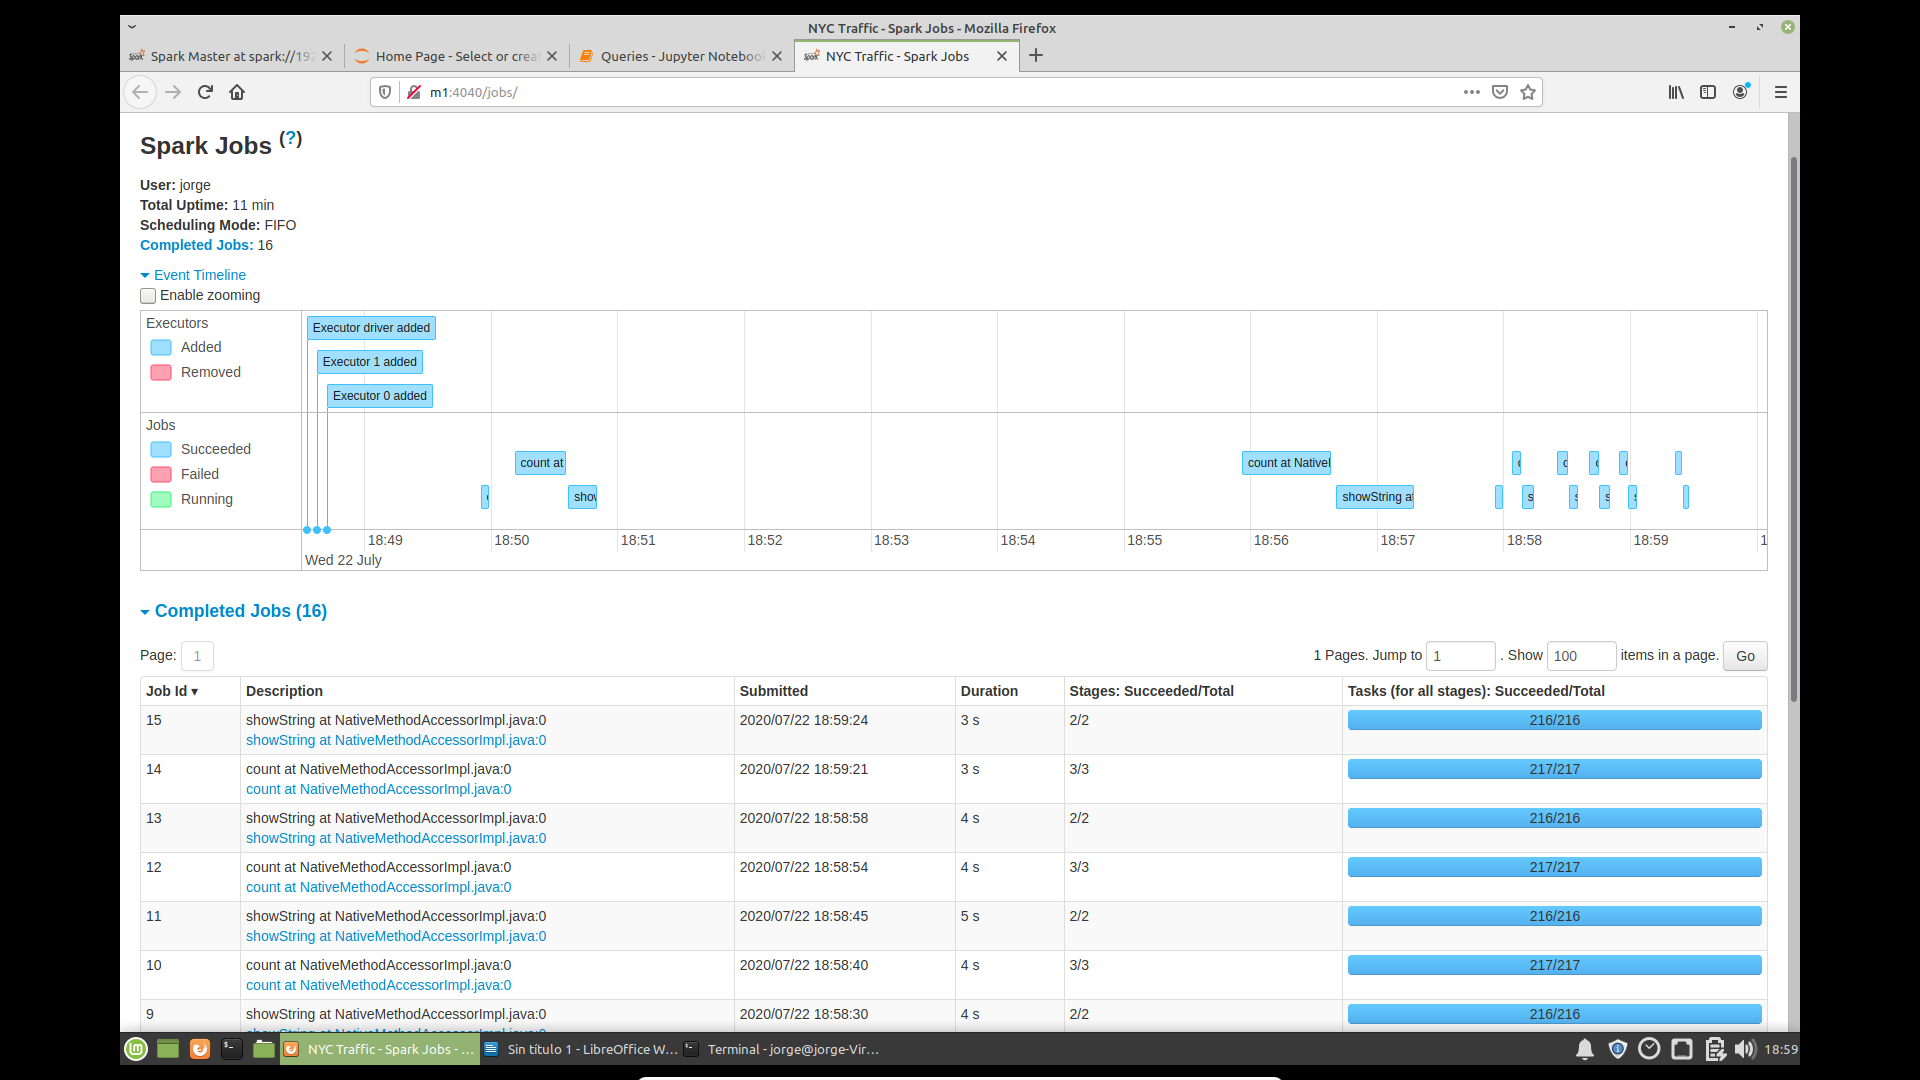 NYC Traffic - Spark Jobs - Mozilla Firefox
Spark Master at spark://192
Home Page - Select or crea
Queries - Jupyter Notebook
NYC Traffic - Spark Jobs
m1:4040/jobs/
Spark Jobs (?)
User: jorge
Total Uptime: 11 min
Scheduling Mode: FIFO
Completed Jobs: 16
Event Timeline
Enable zooming
Executors
Added
Removed
Executor driver added
Executor 1 added
Executor 0 added
Jobs
Succeeded
Failed
Running
count at
count at Nativel
show
showString at
s
s
s
18:49 18:50 18:51 18:52 18:53 18:54 18:55 18:56 18:57 18:58 18:59 1
Wed 22 July
Completed Jobs (16)
Page: 1
1 Pages. Jump to 1 . Show 100 items in a page. Go
Job Id ▾ Description Submitted Duration Stages: Succeeded/Total Tasks (for all stages): Succeeded/Total
15 showString at NativeMethodAccessorImpl.java:0 2020/07/22 18:59:24 3 s 2/2 216/216
showString at NativeMethodAccessorImpl.java:0
14 count at NativeMethodAccessorImpl.java:0 2020/07/22 18:59:21 3 s 3/3 217/217
count at NativeMethodAccessorImpl.java:0
13 showString at NativeMethodAccessorImpl.java:0 2020/07/22 18:58:58 4 s 2/2 216/216
showString at NativeMethodAccessorImpl.java:0
12 count at NativeMethodAccessorImpl.java:0 2020/07/22 18:58:54 4 s 3/3 217/217
count at NativeMethodAccessorImpl.java:0
11 showString at NativeMethodAccessorImpl.java:0 2020/07/22 18:58:45 5 s 2/2 216/216
showString at NativeMethodAccessorImpl.java:0
10 count at NativeMethodAccessorImpl.java:0 2020/07/22 18:58:40 4 s 3/3 217/217
count at NativeMethodAccessorImpl.java:0
9 showString at NativeMethodAccessorImpl.java:0 2020/07/22 18:58:30 4 s 2/2 216/216
NYC Traffic - Spark Jobs - ...
Sin título 1 - LibreOffice W...
Terminal - jorge@jorge-Vir...
18:59